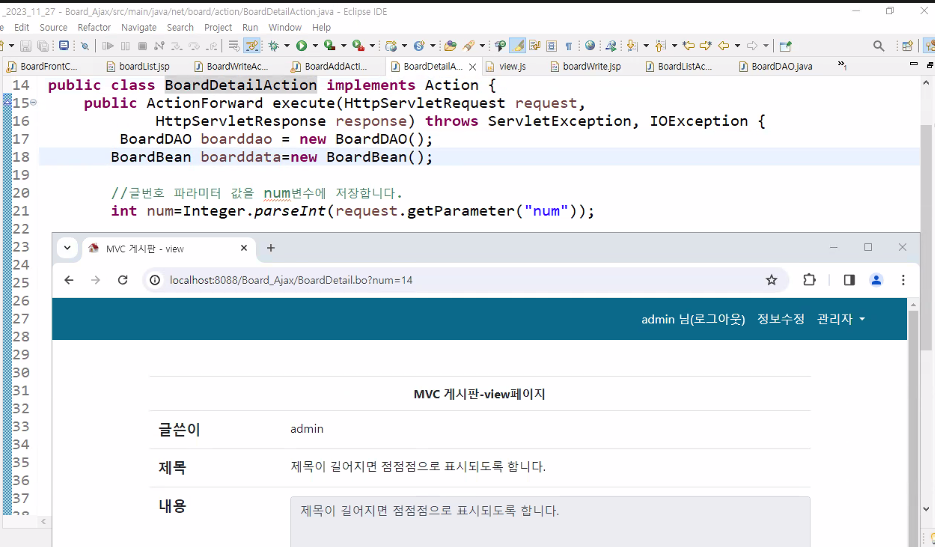 _2023_11_27 - Board_Ajax/src/main/java/net/board/action/BoardDetailAction.java - Eclipse IDE
Edit Source Refactor Navigate Search Project Run Window Help
BoardFrontC... boardList.jsp BoardWriteAc... BoardAddActi... BoardDetailA... view.js boardWrite.jsp BoardListAc... BoardDAO.java
14 public class BoardDetailAction implements Action {
15 public ActionForward execute(HttpServletRequest request,
16 HttpServletResponse response) throws ServletException, IOException {
17 BoardDAO boarddao = new BoardDAO();
18 BoardBean boarddata=new BoardBean();
19
20 //글번호 파라미터 값을 num변수에 저장합니다.
21 int num=Integer.parseInt(request.getParameter("num"));
22
23
24
25
26
27
28
29
30
31
32
33
34
35
36
37
38
MVC 게시판 - view
localhost:8088/Board_Ajax/BoardDetail.bo?num=14
admin 님(로그아웃) 정보수정 관리자
MVC 게시판-view페이지
글쓴이 admin
제목 제목이 길어지면 점점점으로 표시되도록 합니다.
내용 제목이 길어지면 점점점으로 표시되도록 합니다.